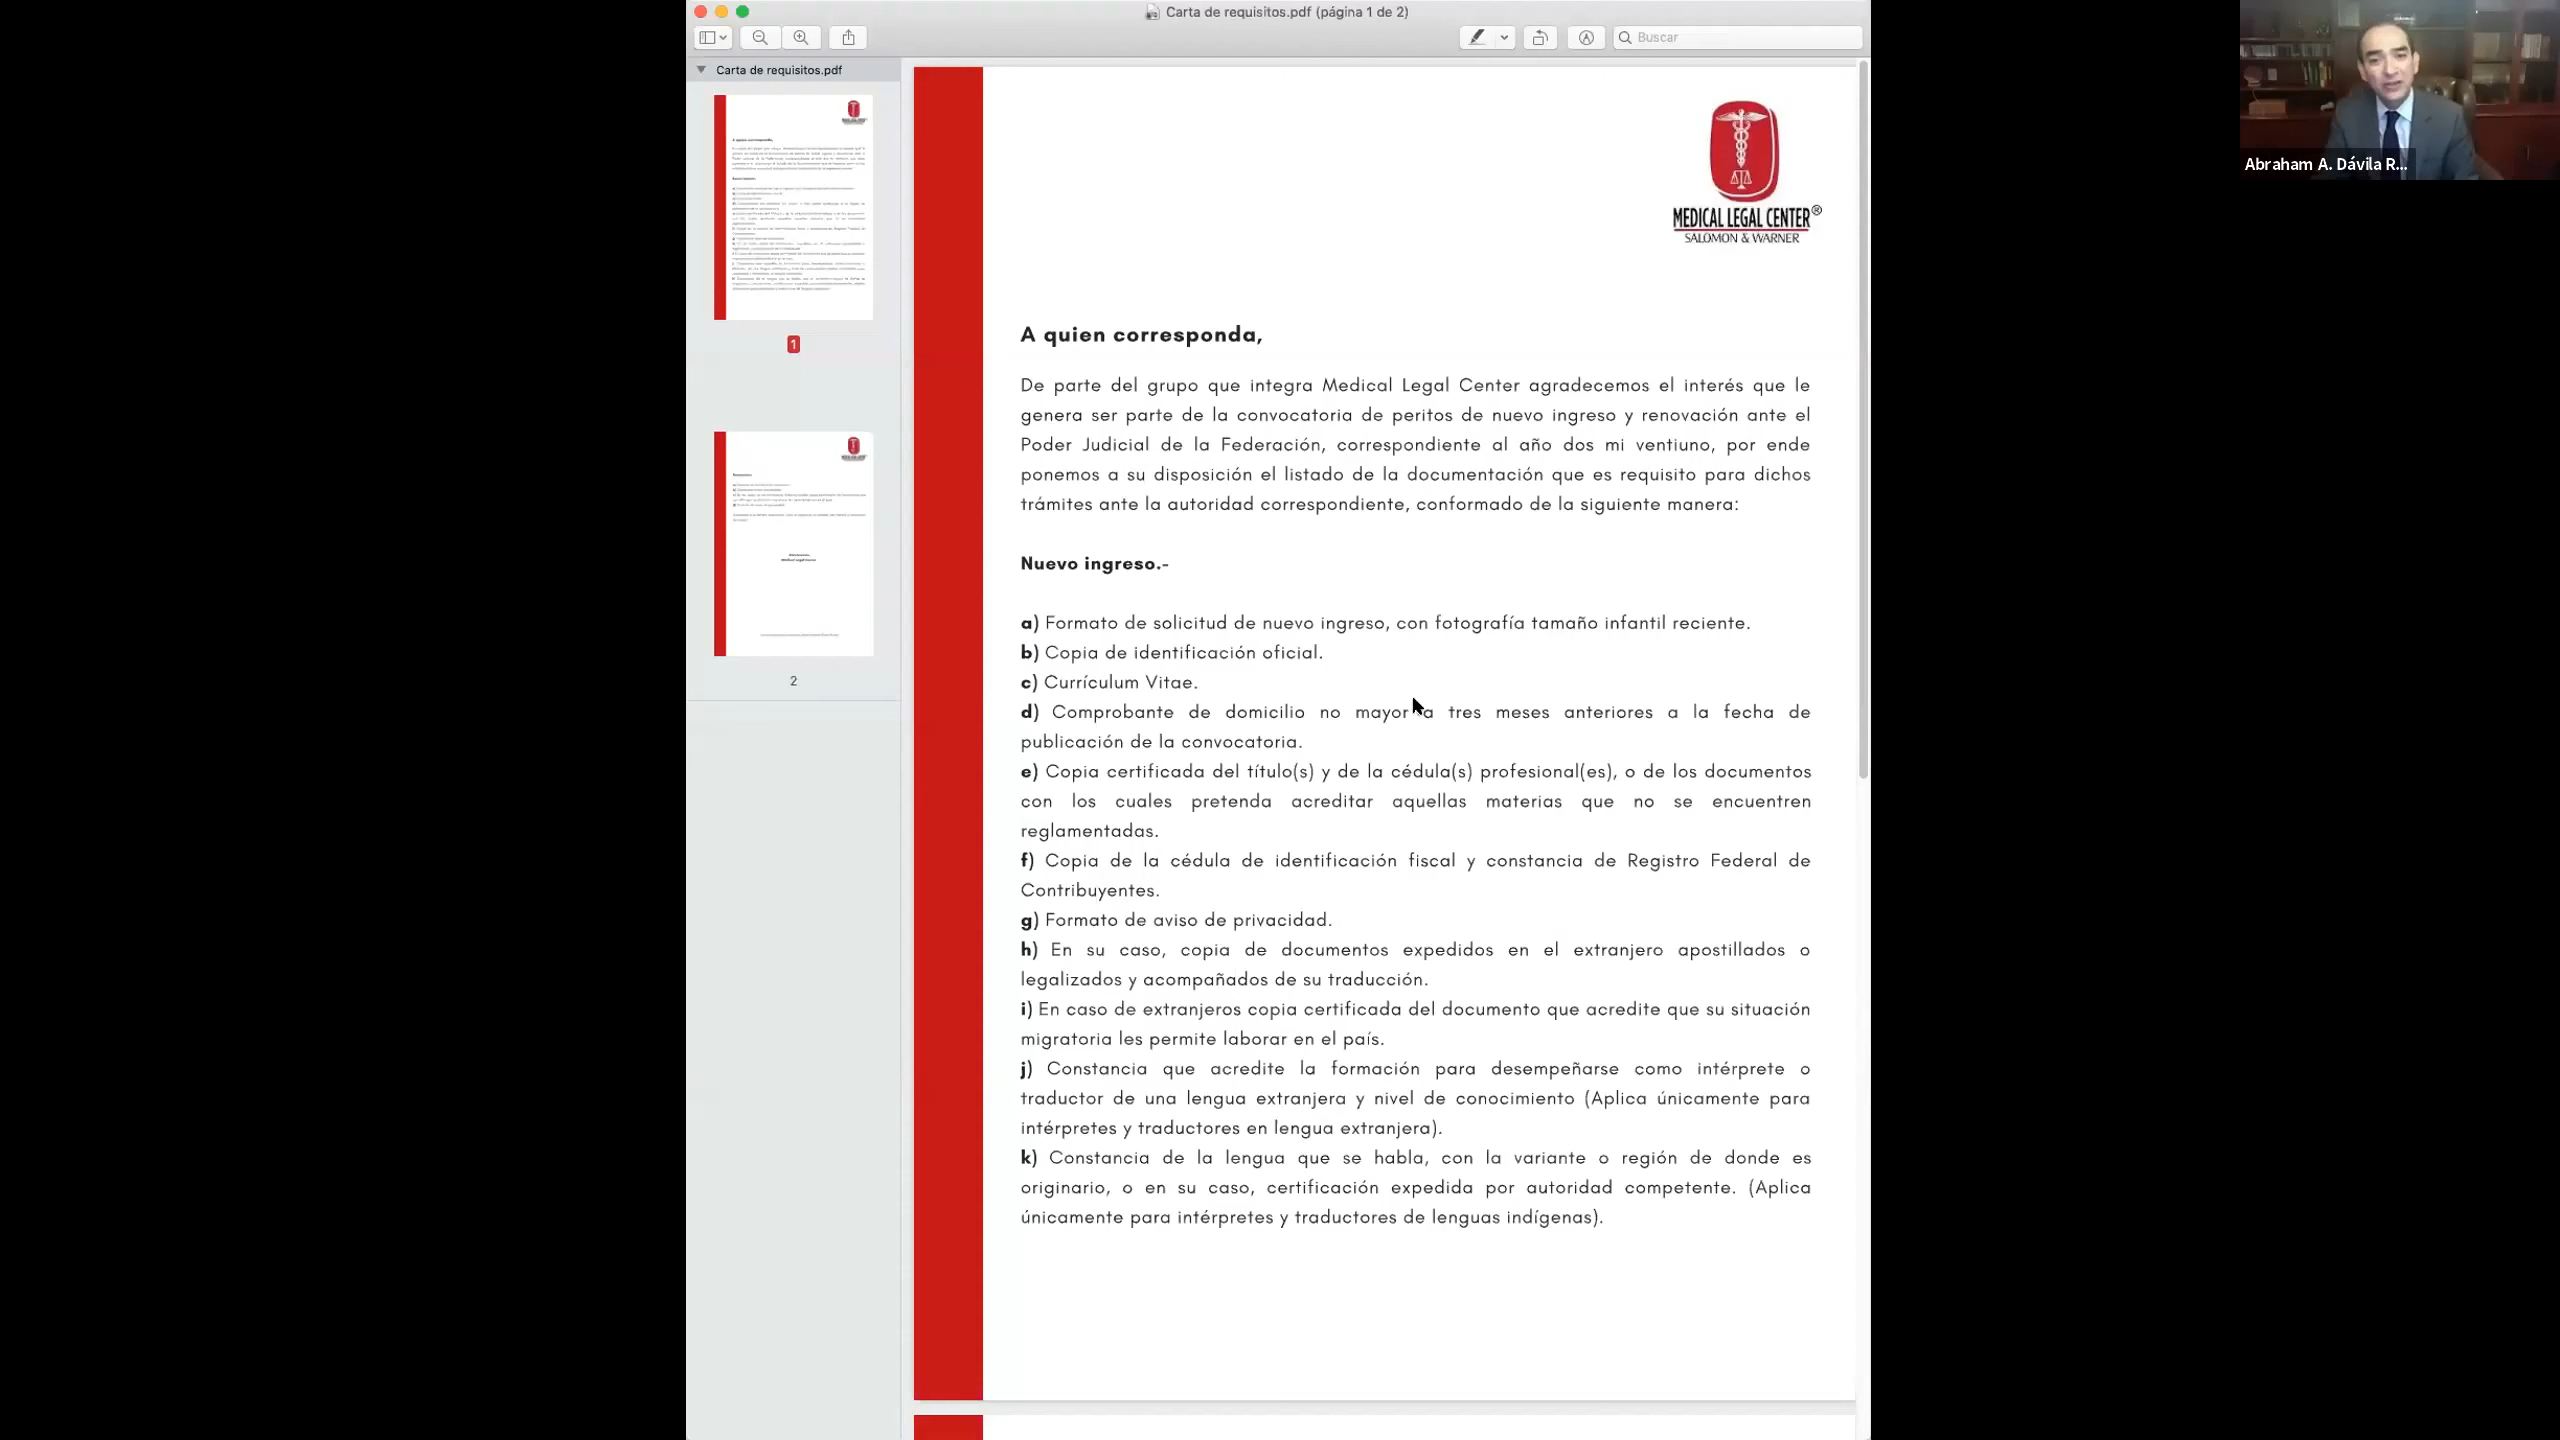 Carta de requisitos.pdf (página 1 de 2)
Buscar
Carta de requisitos.pdf
1
2
MEDICAL LEGAL CENTER®
SALOMON & WARNER
A quien corresponda,
De parte del grupo que integra Medical Legal Center agradecemos el interés que le
genera ser parte de la convocatoria de peritos de nuevo ingreso y renovación ante el
Poder Judicial de la Federación, correspondiente al año dos mi ventiuno, por ende
ponemos a su disposición el listado de la documentación que es requisito para dichos
trámites ante la autoridad correspondiente, conformado de la siguiente manera:
Nuevo ingreso.-
a) Formato de solicitud de nuevo ingreso, con fotografía tamaño infantil reciente.
b) Copia de identificación oficial.
c) Currículum Vitae.
d) Comprobante de domicilio no mayor a tres meses anteriores a la fecha de
publicación de la convocatoria.
e) Copia certificada del título(s) y de la cédula(s) profesional(es), o de los documentos
con los cuales pretenda acreditar aquellas materias que no se encuentren
reglamentadas.
f) Copia de la cédula de identificación fiscal y constancia de Registro Federal de
Contribuyentes.
g) Formato de aviso de privacidad.
h) En su caso, copia de documentos expedidos en el extranjero apostillados o
legalizados y acompañados de su traducción.
i) En caso de extranjeros copia certificada del documento que acredite que su situación
migratoria les permite laborar en el país.
j) Constancia que acredite la formación para desempeñarse como intérprete o
traductor de una lengua extranjera y nivel de conocimiento (Aplica únicamente para
intérpretes y traductores en lengua extranjera).
k) Constancia de la lengua que se habla, con la variante o región de donde es
originario, o en su caso, certificación expedida por autoridad competente. (Aplica
únicamente para intérpretes y traductores de lenguas indígenas).
Abraham A. Dávila R...